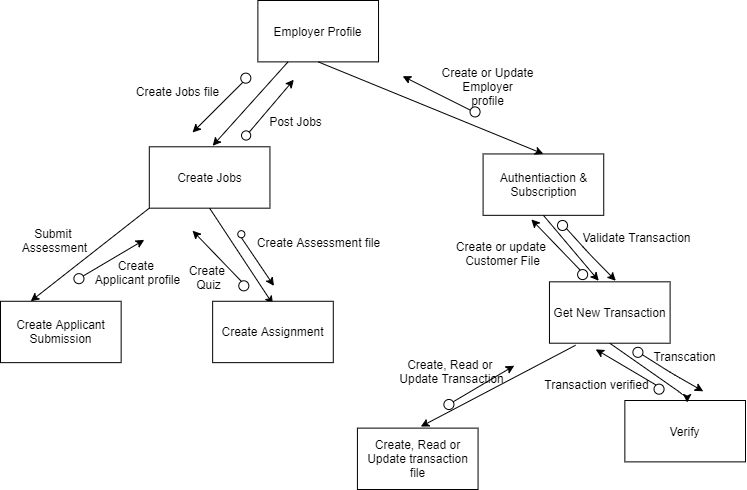 Employer Profile
Create Jobs file
Post Jobs
Create or Update
Employer
profile
Create Jobs
Authentiaction &
Subscription
Submit
Assessment
Create
Applicant profile
Create
Quiz
Create Assessment file
Create or update
Customer File
Validate Transaction
Create Applicant
Submission
Create Assignment
Get New Transaction
Create, Read or
Update Transaction
Transcation
Transaction verified
Create, Read or
Update transaction
file
Verify